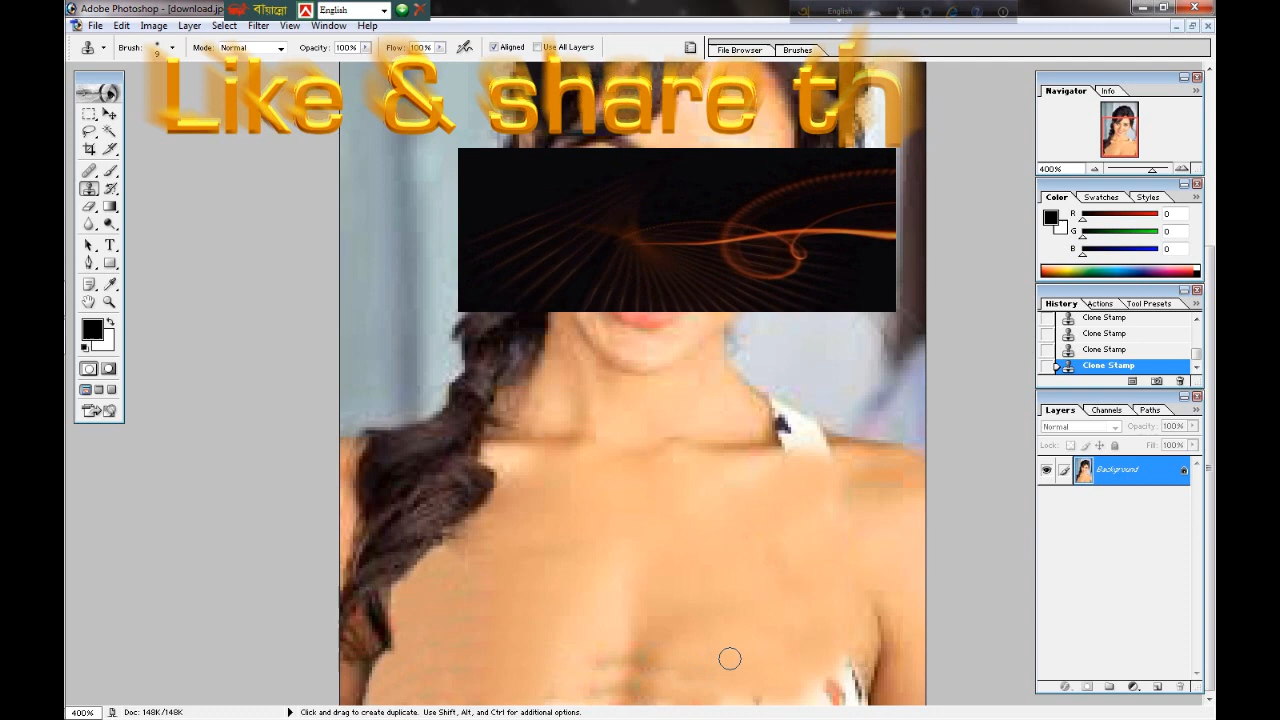 Adobe Photoshop - [download.jp
বায়ান্নো
English
English
File Edit Image Layer Select Filter View Window Help
Brush: 9 Mode: Normal Opacity: 100% Flow: 100% Aligned Use All Layers
File Browser Brushes
Like & share th
Navigator Info
400%
Color Swatches Styles
R 0
G 0
B 0
History Actions Tool Presets
Clone Stamp
Clone Stamp
Clone Stamp
Clone Stamp
Layers Channels Paths
Normal Opacity: 100%
Lock: Fill: 100%
Background
400% Doc: 148K/148K Click and drag to create duplicate. Use Shift, Alt, and Ctrl for additional options.